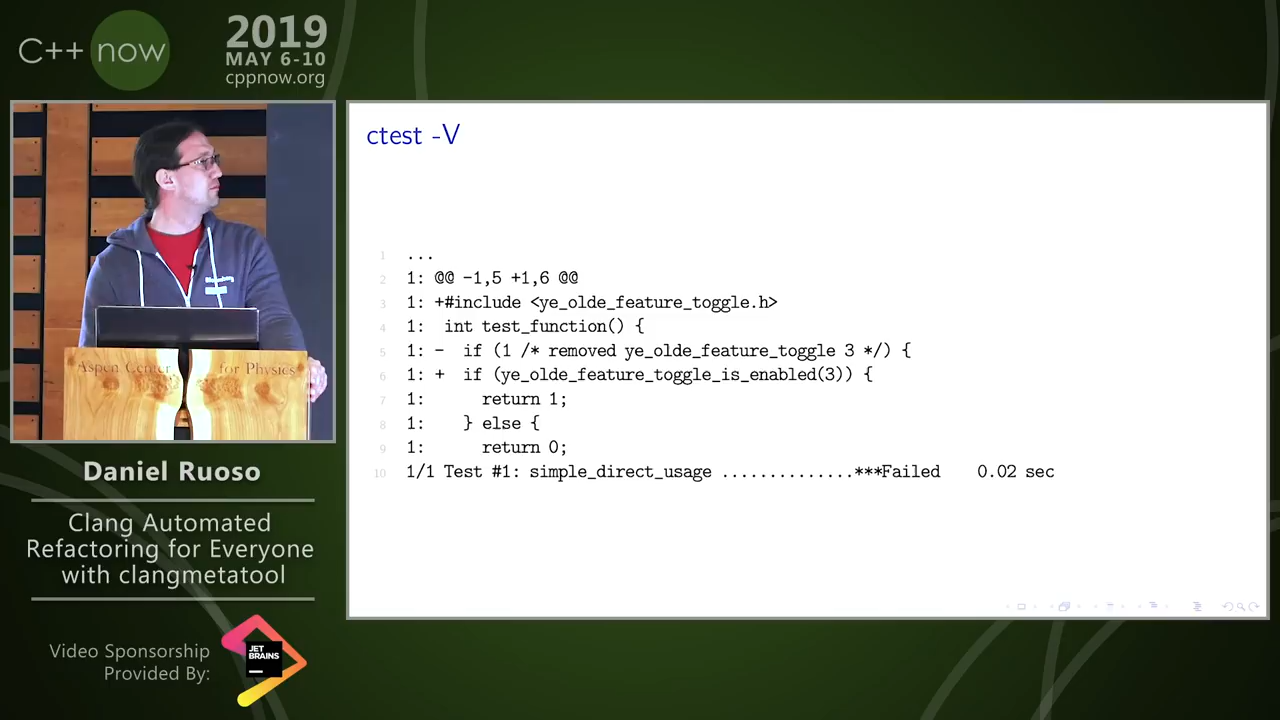 C++ now
2019
MAY 6-10
cppnow.org
ctest -V
1 ...
2 1: @@ -1,5 +1,6 @@
3 1: +#include <ye_olde_feature_toggle.h>
4 1:  int test_function() {
5 1: -  if (1 /* removed ye_olde_feature_toggle 3 */) {
6 1: +  if (ye_olde_feature_toggle_is_enabled(3)) {
7 1:      return 1;
8 1:    } else {
9 1:      return 0;
10 1/1 Test #1: simple_direct_usage ..............***Failed    0.02 sec
Aspen Center for Physics
Daniel Ruoso
Clang Automated
Refactoring for Everyone
with clangmetatool
Video Sponsorship
Provided By:
JET
BRAINS